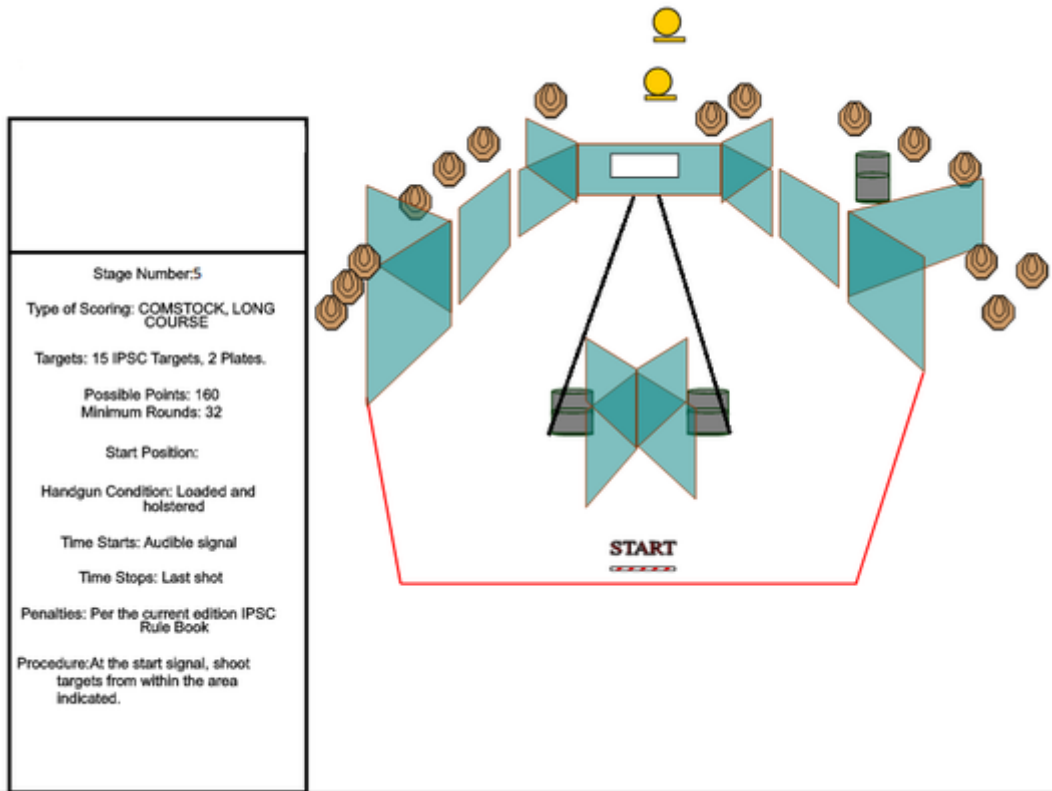 Stage Number:5
Type of Scoring: COMSTOCK, LONG
COURSE
Targets: 15 IPSC Targets, 2 Plates.
Possible Points: 160
Minimum Rounds: 32
Start Position:
Handgun Condition: Loaded and
holstered
Time Starts: Audible signal
Time Stops: Last shot
Penalties: Per the current edition IPSC
Rule Book
Procedure:At the start signal, shoot
targets from within the area
indicated.
START